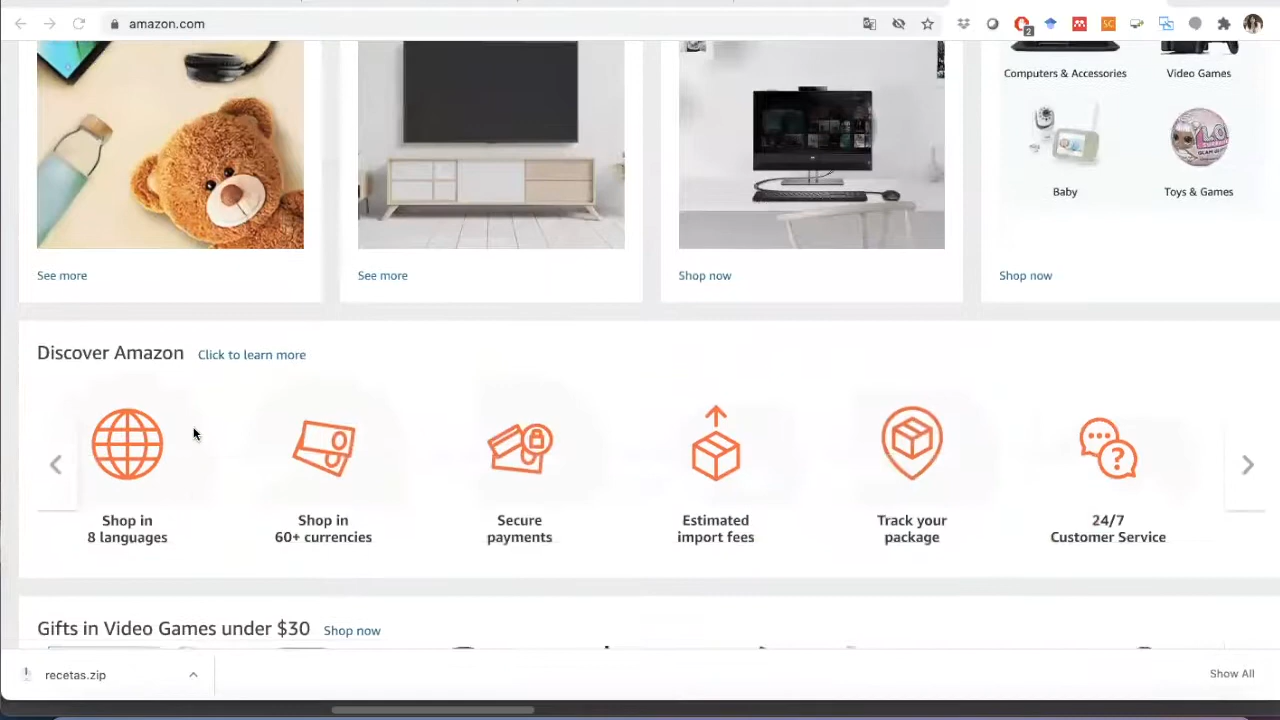 amazon.com
2
SC
Computers & Accessories
Video Games
Baby
Toys & Games
See more
See more
Shop now
Shop now
Discover Amazon
Click to learn more
Shop in
8 languages
Shop in
60+ currencies
Secure
payments
Estimated
import fees
Track your
package
?
24/7
Customer Service
Gifts in Video Games under $30
Shop now
recetas.zip
Show All